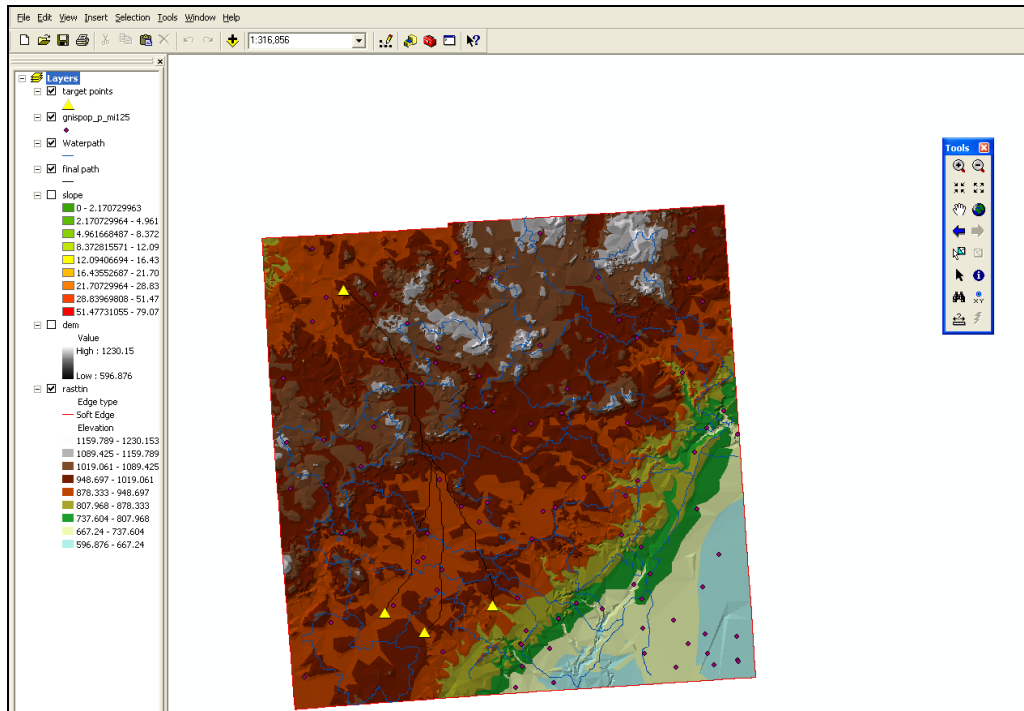 File Edit View Insert Selection Tools Window Help
1:316,856
Layers
target points
gnispop_p_mi125
Waterpath
final path
slope
0 - 2.170729963
2.170729964 - 4.961
4.961668487 - 8.372
8.372815571 - 12.09
12.09406694 - 16.43
16.43552687 - 21.70
21.70729964 - 28.83
28.83969808 - 51.47
51.47731055 - 79.07
dem
Value
High : 1230.15
Low : 596.876
rasttin
Edge type
Soft Edge
Elevation
1159.789 - 1230.153
1089.425 - 1159.789
1019.061 - 1089.425
948.697 - 1019.061
878.333 - 948.697
807.968 - 878.333
737.604 - 807.968
667.24 - 737.604
596.876 - 667.24
Tools
XY